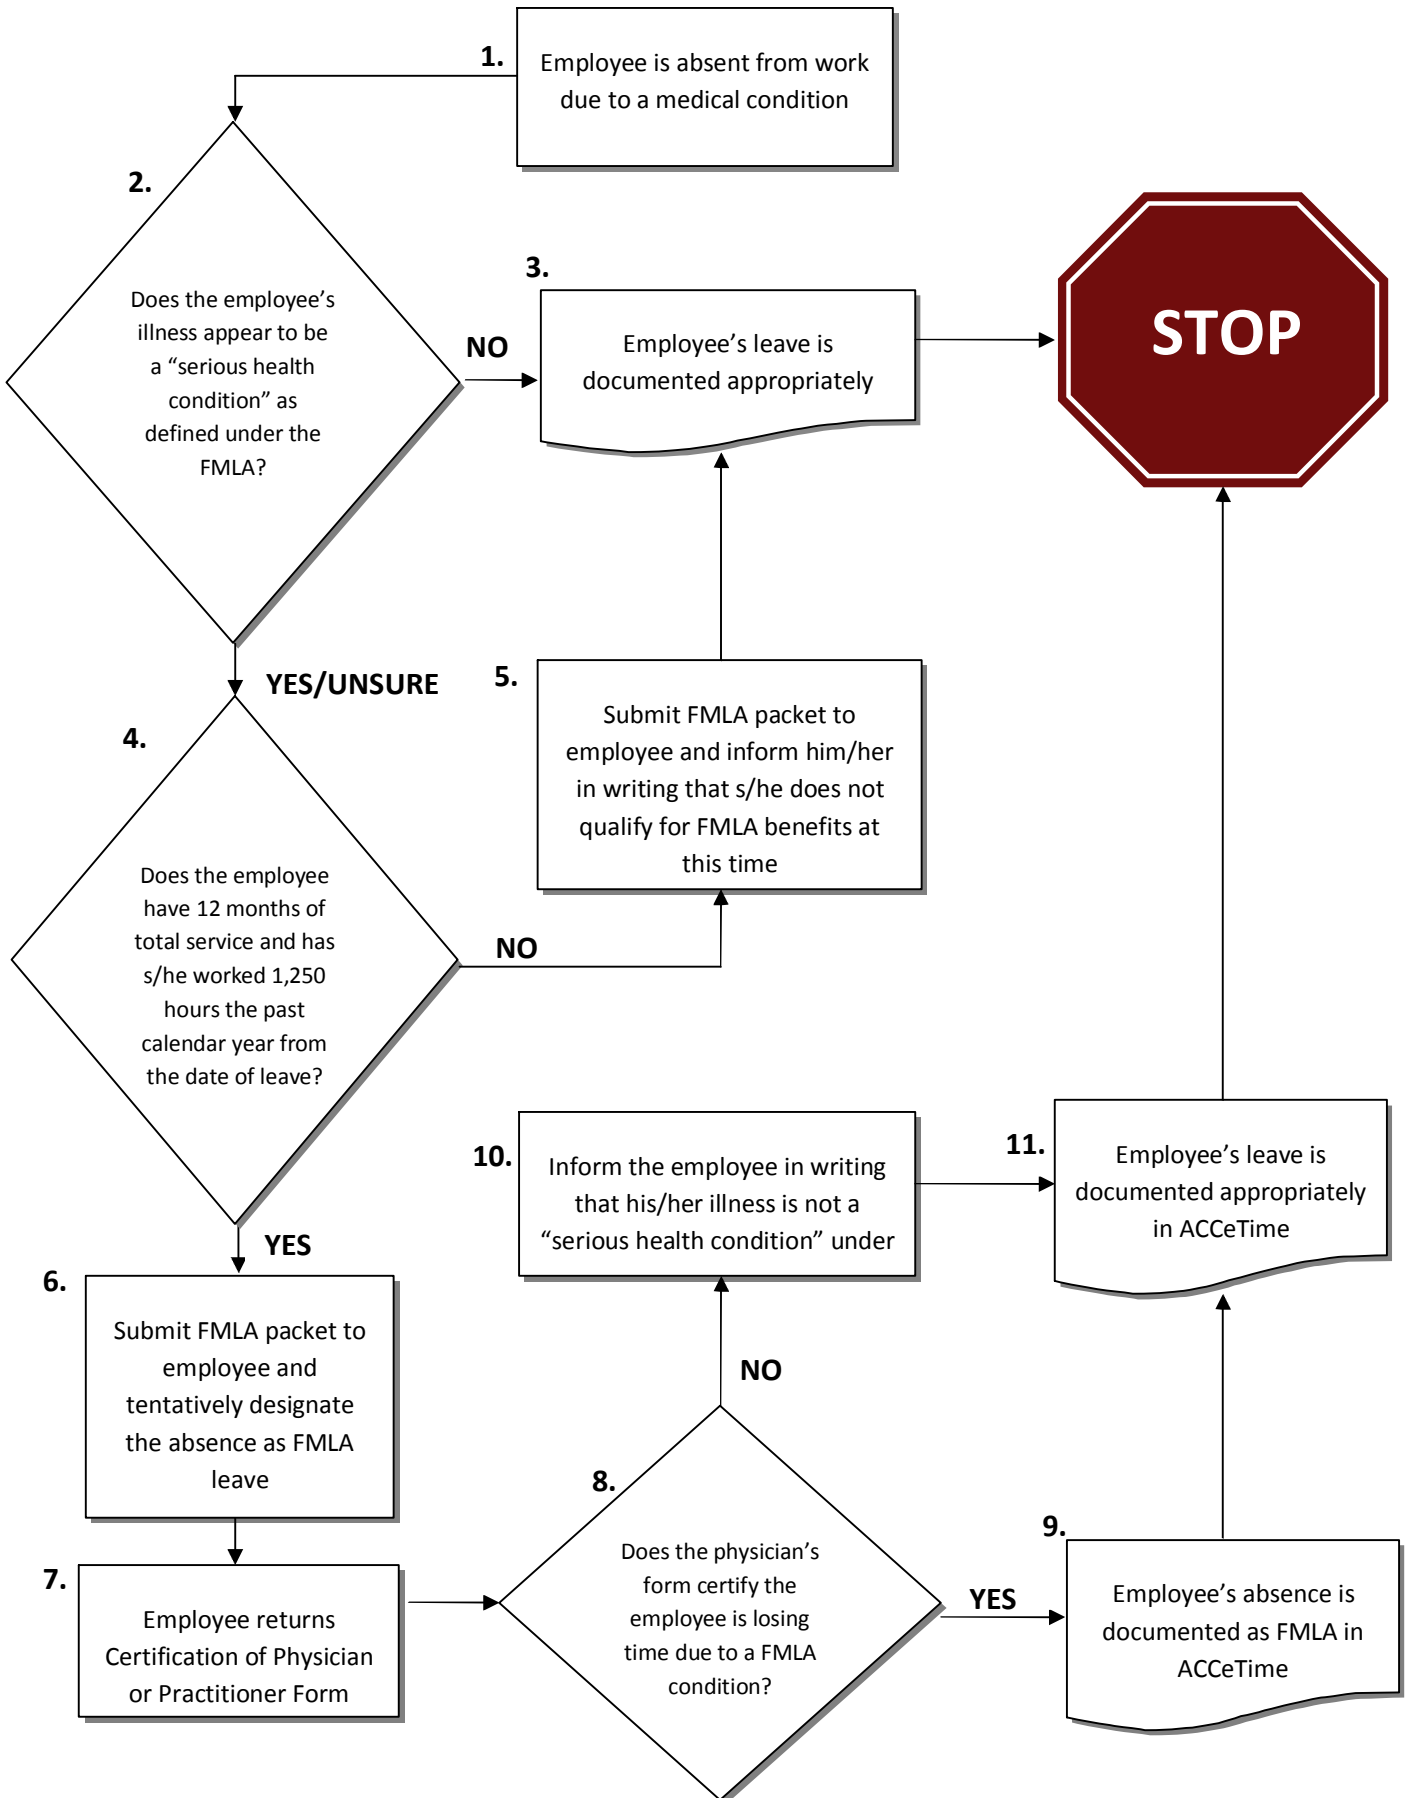 1.
Employee is absent from work
due to a medical condition
2.
Does the employee’s
illness appear to be
a “serious health
condition” as
defined under the
FMLA?
NO
3.
Employee’s leave is
documented appropriately
STOP
YES/UNSURE
4.
Does the employee
have 12 months of
total service and has
s/he worked 1,250
hours the past
calendar year from
the date of leave?
NO
5.
Submit FMLA packet to
employee and inform him/her
in writing that s/he does not
qualify for FMLA benefits at
this time
YES
6.
Submit FMLA packet to
employee and
tentatively designate
the absence as FMLA
leave
7.
Employee returns
Certification of Physician
or Practitioner Form
8.
Does the physician’s
form certify the
employee is losing
time due to a FMLA
condition?
YES
9.
Employee’s absence is
documented as FMLA in
ACCeTime
NO
10.
Inform the employee in writing
that his/her illness is not a
“serious health condition” under
11.
Employee’s leave is
documented appropriately
in ACCeTime